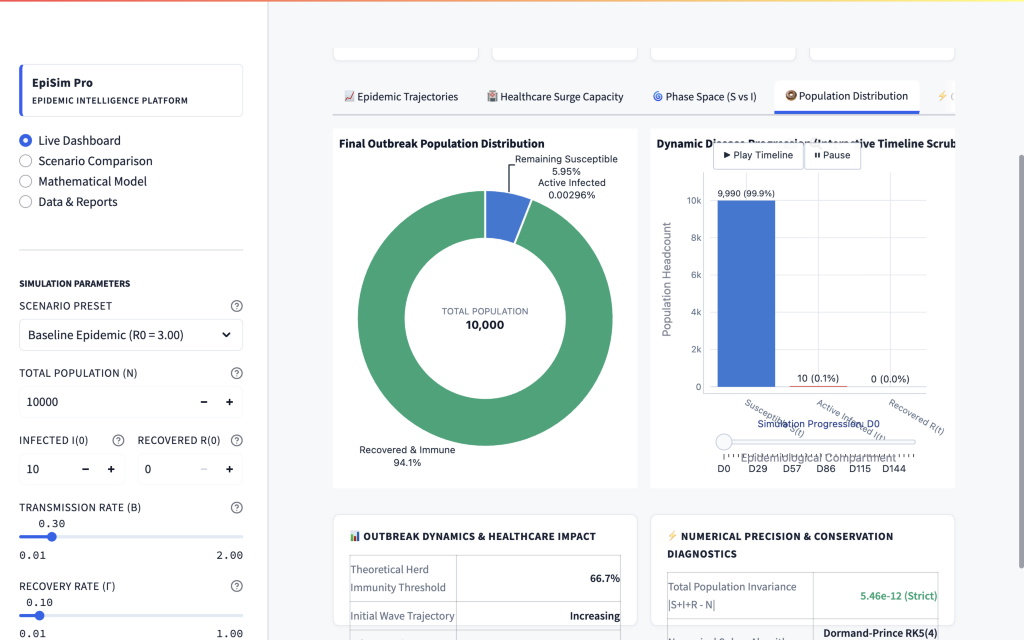 EpiSim Pro
EPIDEMIC INTELLIGENCE PLATFORM
Live Dashboard
Scenario Comparison
Mathematical Model
Data & Reports
SIMULATION PARAMETERS
SCENARIO PRESET
Baseline Epidemic (R0 = 3.00)
TOTAL POPULATION (N)
10000
INFECTED I(0) RECOVERED R(0)
10 0
TRANSMISSION RATE (Β)
0.30
0.01 2.00
RECOVERY RATE (Γ)
0.10
0.01 1.00
Epidemic Trajectories Healthcare Surge Capacity Phase Space (S vs I) Population Distribution
Final Outbreak Population Distribution
Remaining Susceptible
5.95%
Active Infected
0.00296%
TOTAL POPULATION
10,000
Recovered & Immune
94.1%
Dynamic Disease Progression (Interactive Timeline Scrub
▶ Play Timeline ⏸ Pause
Population Headcount
10k
8k
6k
4k
2k
0
9,990 (99.9%)
10 (0.1%)
0 (0.0%)
Susceptible S(t)
Active Infected I(t)
Recovered R(t)
Simulation Progression: D0
Epidemiological Compartment
D0 D29 D57 D86 D115 D144
OUTBREAK DYNAMICS & HEALTHCARE IMPACT
Theoretical Herd
Immunity Threshold
66.7%
Initial Wave Trajectory Increasing
NUMERICAL PRECISION & CONSERVATION
DIAGNOSTICS
Total Population Invariance
|S+I+R - N|
5.46e-12 (Strict)
Dormand-Prince RK5(4)